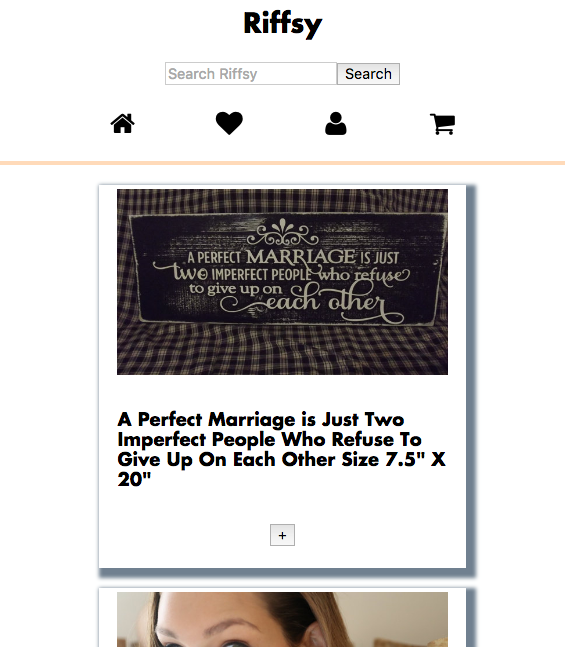 Riffsy
Search Riffsy Search
A PERFECT MARRIAGE IS JUST
two IMPERFECT PEOPLE who refuse
to give up on
each other
A Perfect Marriage is Just Two
Imperfect People Who Refuse To
Give Up On Each Other Size 7.5" X
20"
+